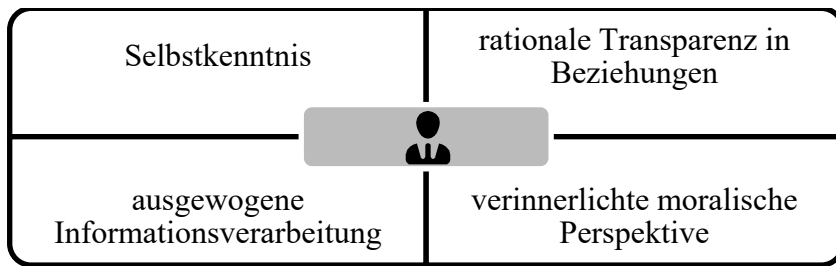 Selbstkenntnis
rationale Transparenz in
Beziehungen
ausgewogene
Informationsverarbeitung
verinnerlichte moralische
Perspektive